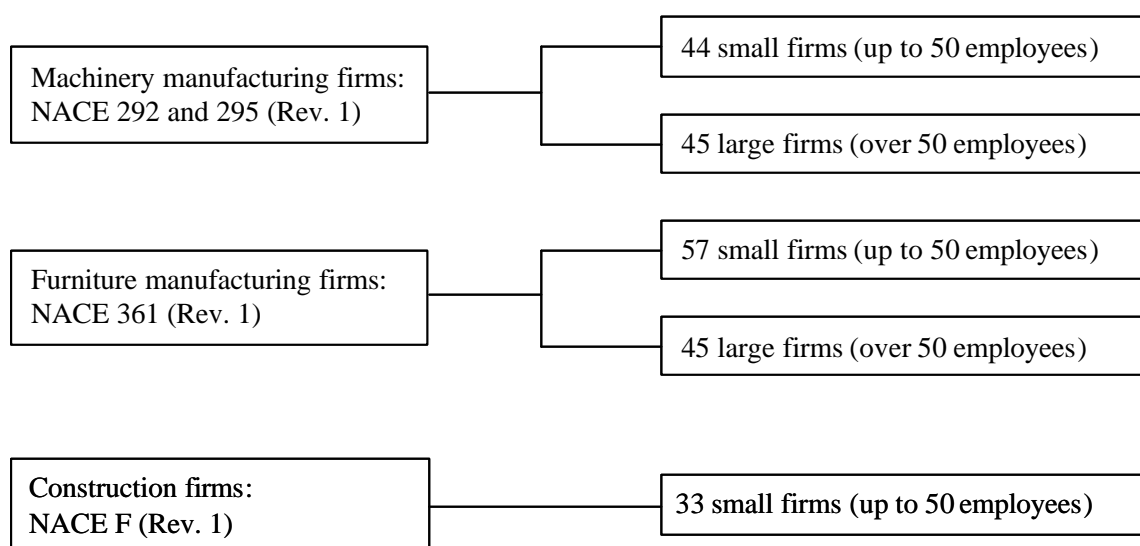 44 small firms (up to 50 employees)
Machinery manufacturing firms:
NACE 292 and 295 (Rev. 1)
45 large firms (over 50 employees)
57 small firms (up to 50 employees)
Furniture manufacturing firms:
NACE 361 (Rev. 1)
45 large firms (over 50 employees)
Construction firms:
NACE F (Rev. 1)
33 small firms (up to 50 employees)